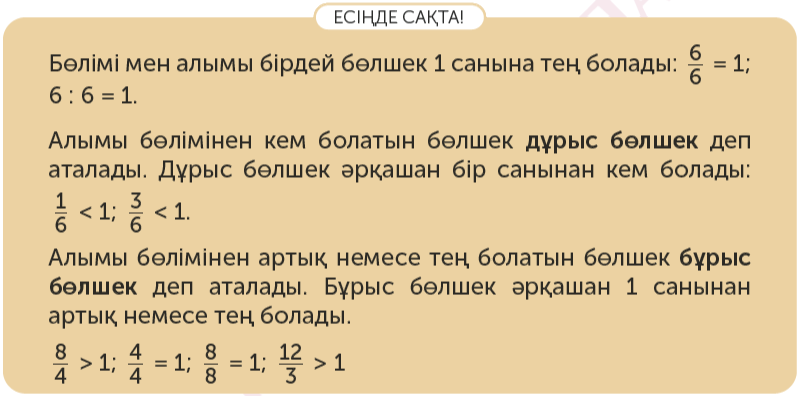 ЕСІҢДЕ САҚТА!
Бөлімі мен алымы бірдей бөлшек 1 санына тең болады: 6/6 = 1;
6 : 6 = 1.
Алымы бөлімінен кем болатын бөлшек дұрыс бөлшек деп
аталады. Дұрыс бөлшек әрқашан бір санынан кем болады:
1/6 < 1; 3/6 < 1.
Алымы бөлімінен артық немесе тең болатын бөлшек бұрыс
бөлшек деп аталады. Бұрыс бөлшек әрқашан 1 санынан
артық немесе тең болады.
8/4 > 1; 4/4 = 1; 8/8 = 1; 12/3 > 1